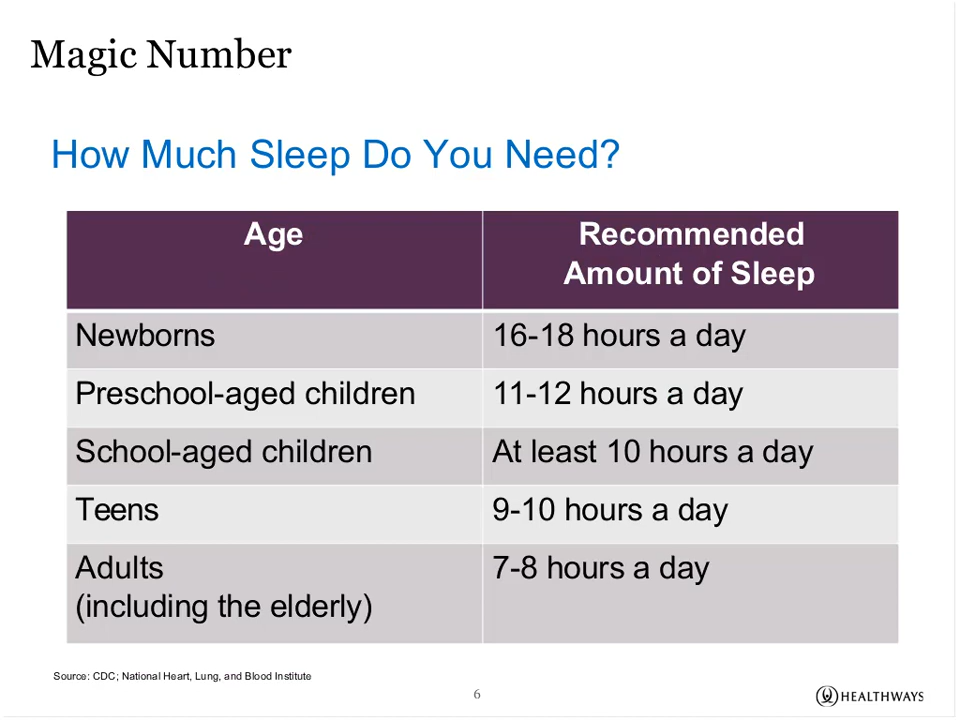 Magic Number
How Much Sleep Do You Need?
Age
Recommended
Amount of Sleep
Newborns
16-18 hours a day
Preschool-aged children
11-12 hours a day
School-aged children
At least 10 hours a day
Teens
9-10 hours a day
Adults
(including the elderly)
7-8 hours a day
Source: CDC; National Heart, Lung, and Blood Institute
6
HEALTHWAYS